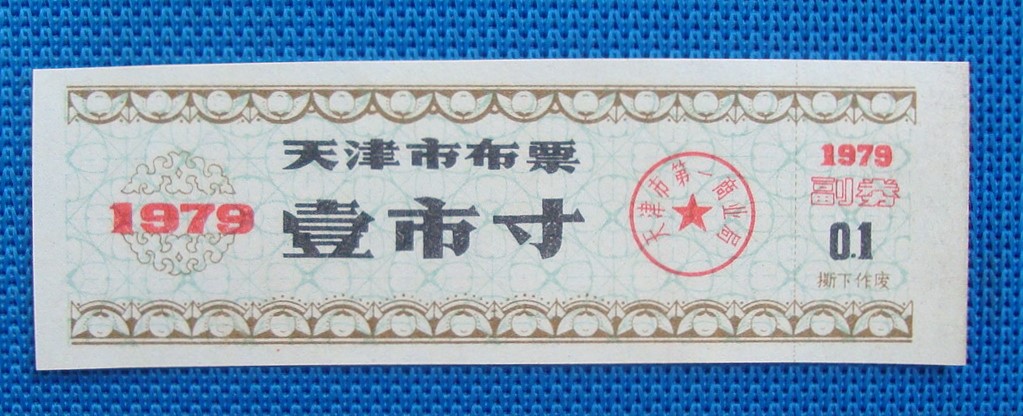 天津市布票
1979
壹市寸
天津市第一商业局
1979
副券
0.1
撕下作废